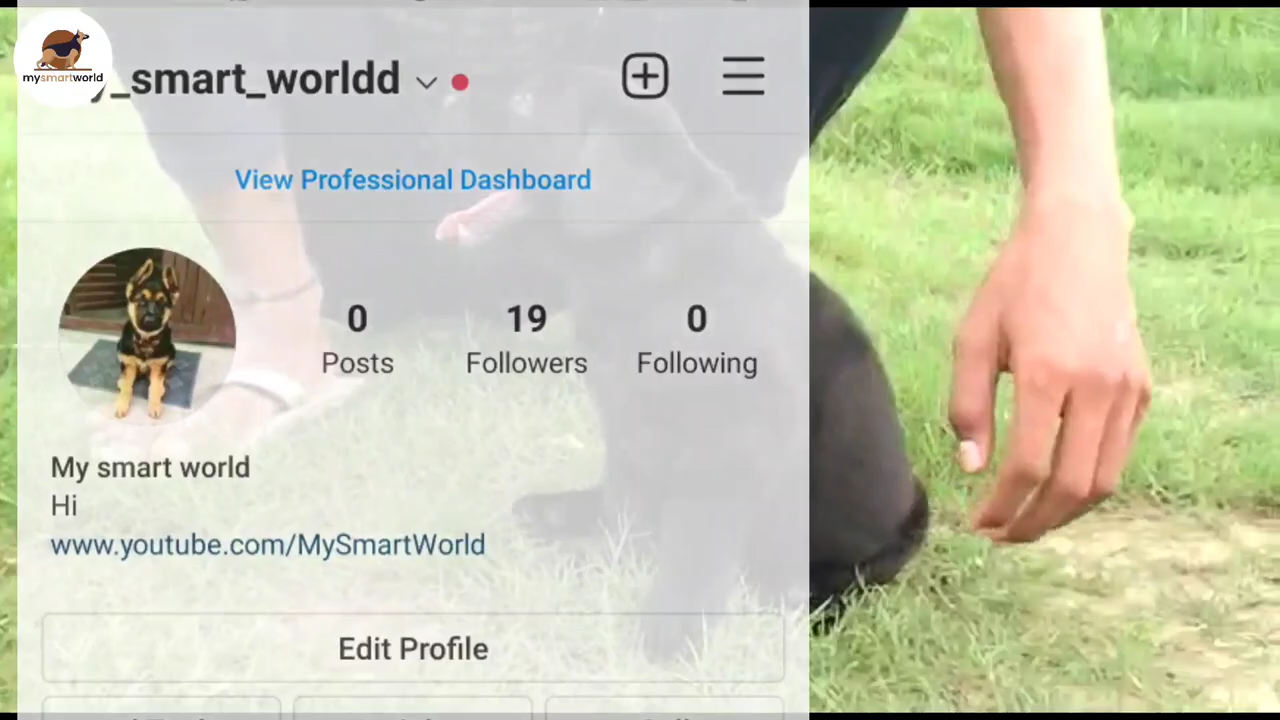 mysmartworld
_smart_worldd
View Professional Dashboard
0
19
0
Posts
Followers
Following
My smart world
Hi
www.youtube.com/MySmartWorld
Edit Profile